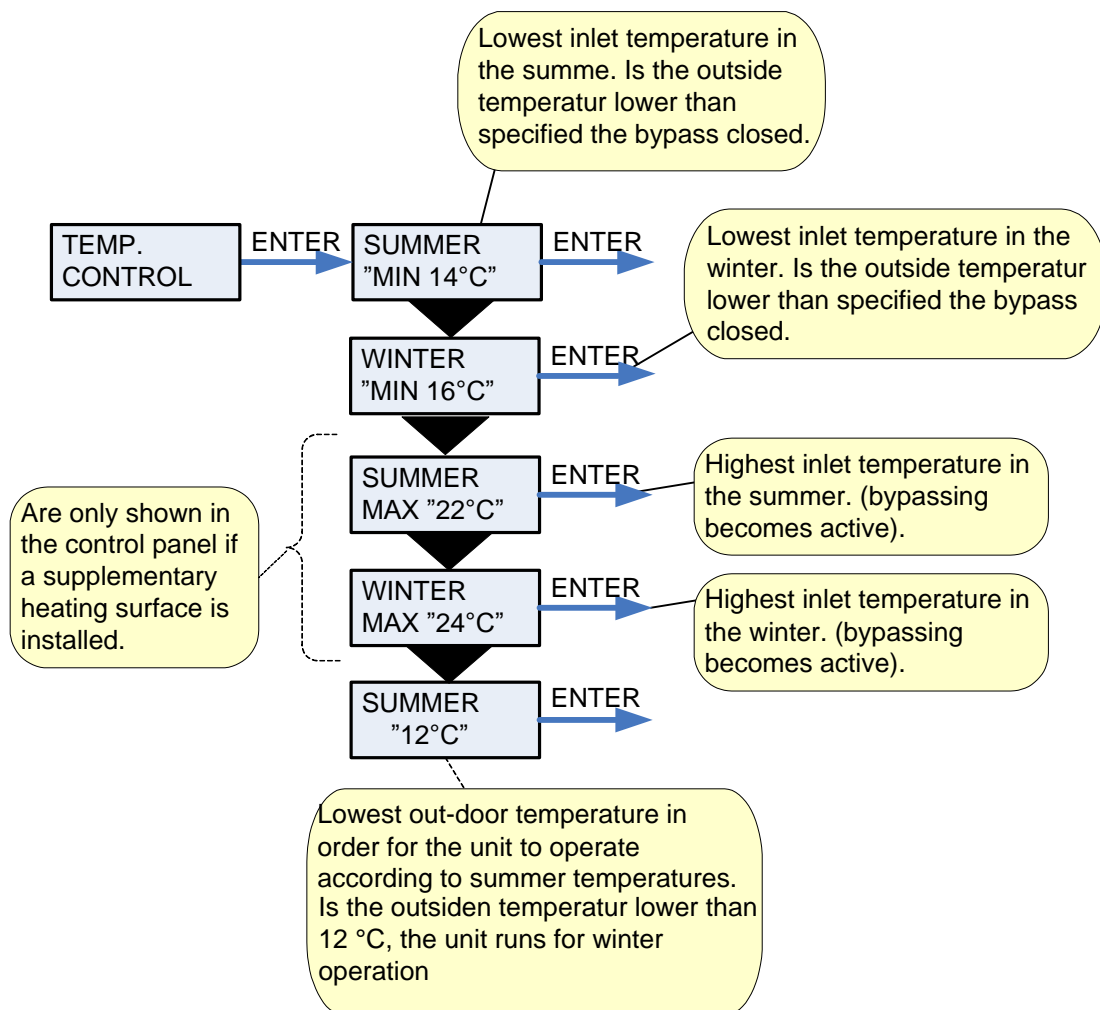 Lowest inlet temperature in
the summe. Is the outside
temperatur lower than
specified the bypass closed.
TEMP.
CONTROL
ENTER
SUMMER
”MIN 14°C”
ENTER
Lowest inlet temperature in the
winter. Is the outside temperatur
lower than specified the bypass
closed.
WINTER
”MIN 16°C”
ENTER
SUMMER
MAX ”22°C”
ENTER
Highest inlet temperature in
the summer. (bypassing
becomes active).
Are only shown in
the control panel if
a supplementary
heating surface is
installed.
WINTER
MAX ”24°C”
ENTER
Highest inlet temperature in
the winter. (bypassing
becomes active).
SUMMER
”12°C”
ENTER
Lowest out-door temperature in
order for the unit to operate
according to summer temperatures.
Is the outsiden temperatur lower than
12 °C, the unit runs for winter
operation